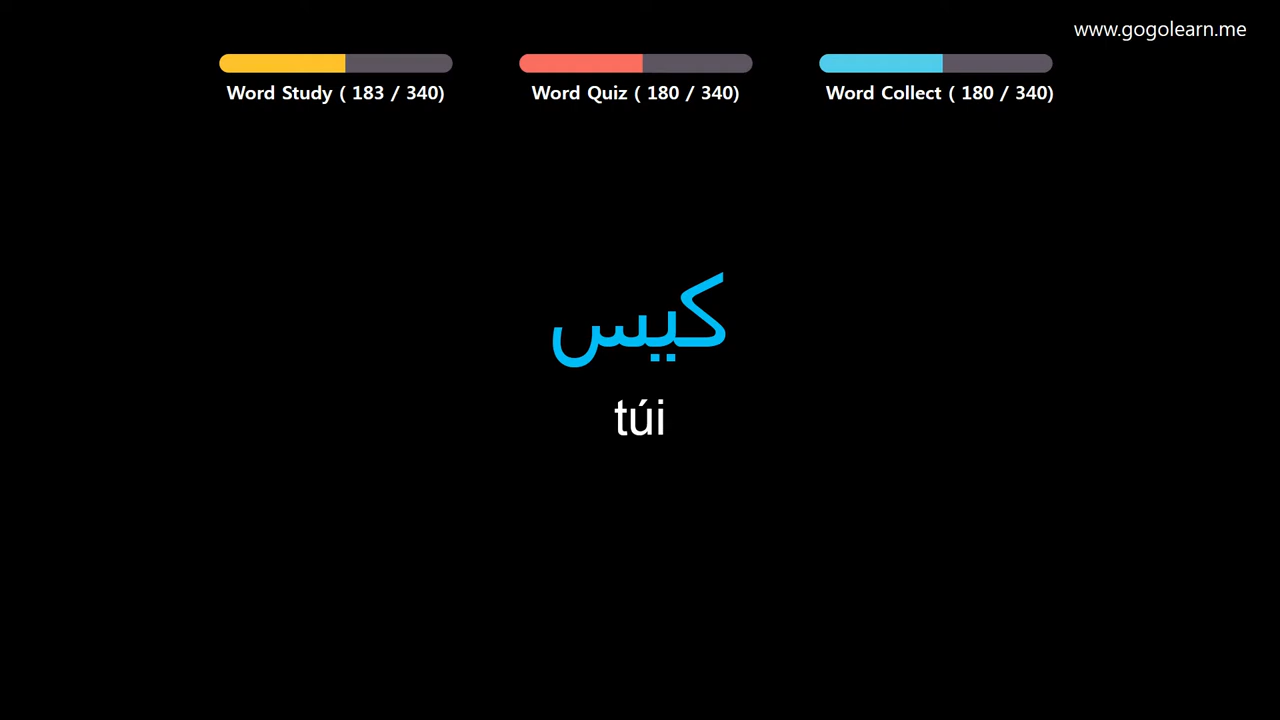 www.gogolearn.me
Word Study ( 183 / 340)
Word Quiz ( 180 / 340)
Word Collect ( 180 / 340)
كيس
túi